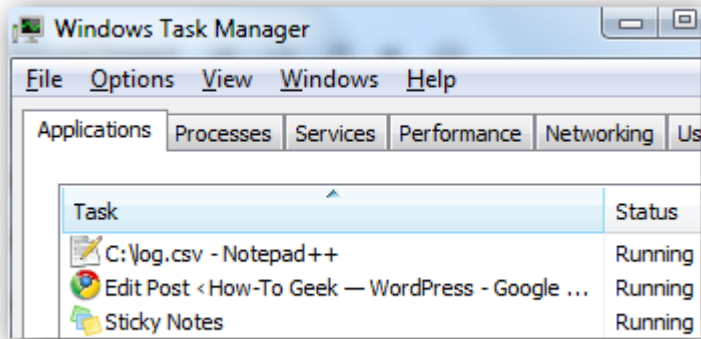 Windows Task Manager
File Options View Windows Help
Applications Processes Services Performance Networking Us
Task Status
C:\log.csv - Notepad++ Running
Edit Post < How-To Geek — WordPress - Google ... Running
Sticky Notes Running